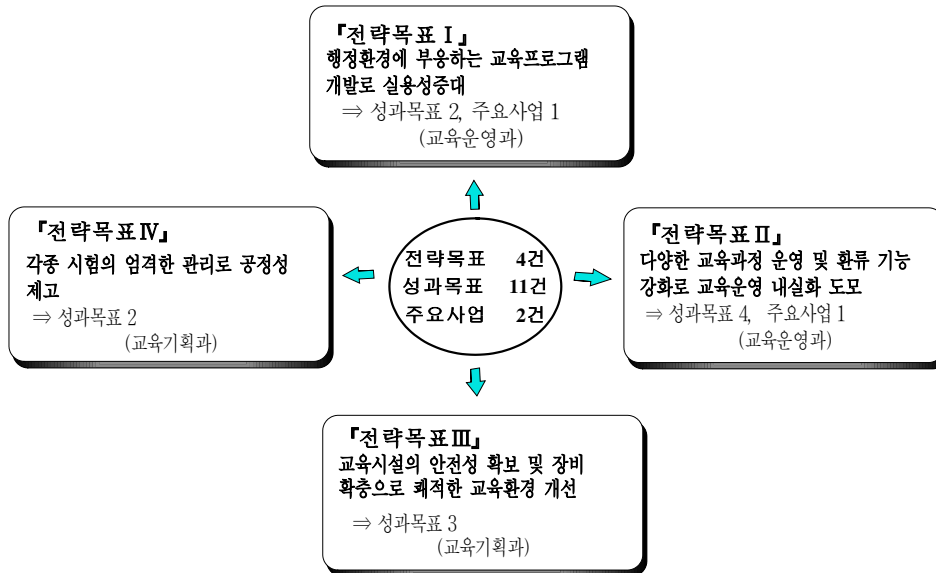 『전략목표Ⅰ』
행정환경에 부응하는 교육프로그램
개발로 실용성증대
⇒ 성과목표 2, 주요사업 1
(교육운영과)
『전략목표Ⅳ』
각종 시험의 엄격한 관리로 공정성
제고
⇒ 성과목표 2
(교육기획과)
전략목표 4건
성과목표 11건
주요사업 2건
『전략목표Ⅱ』
다양한 교육과정 운영 및 환류 기능
강화로 교육운영 내실화 도모
⇒ 성과목표 4, 주요사업 1
(교육운영과)
『전략목표Ⅲ』
교육시설의 안전성 확보 및 장비
확충으로 쾌적한 교육환경 개선
⇒ 성과목표 3
(교육기획과)